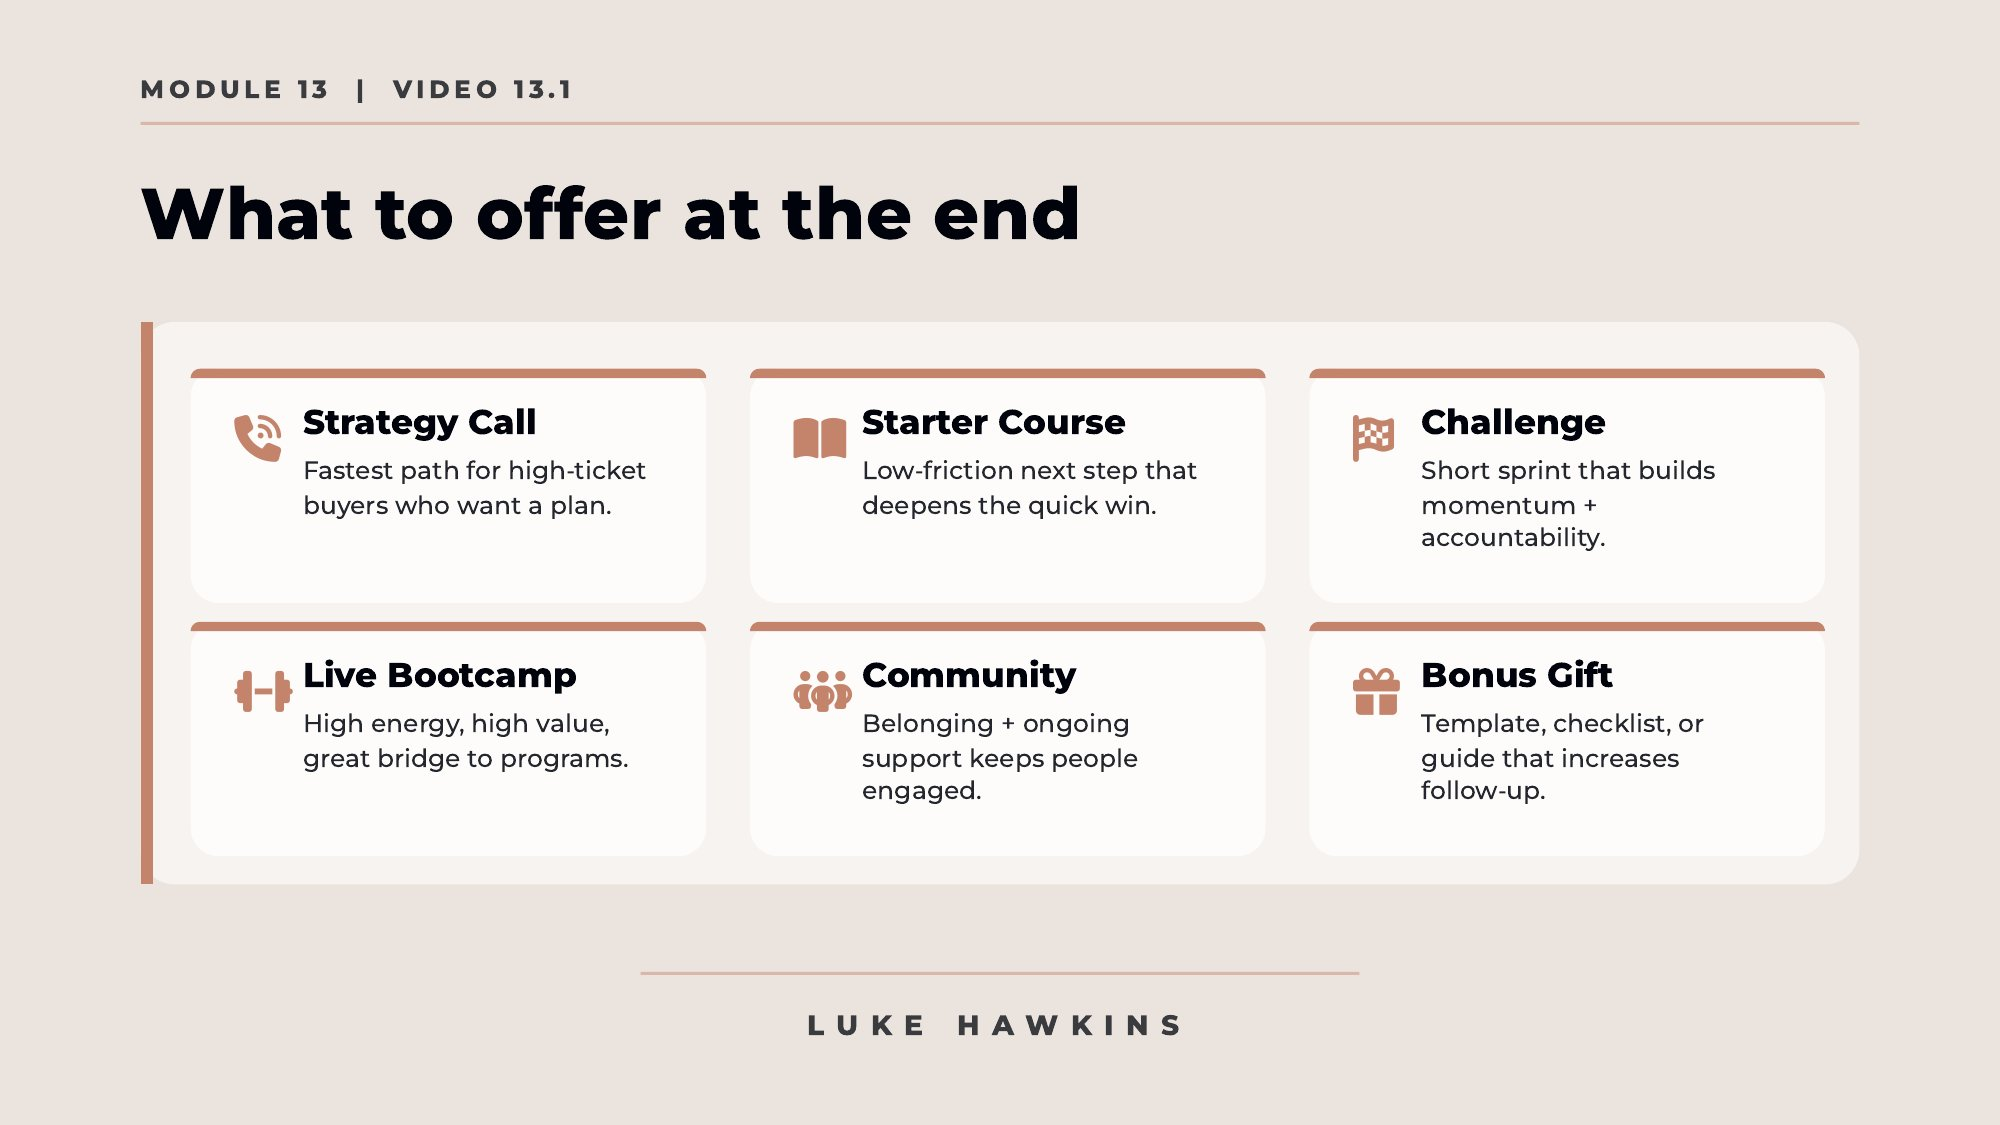 MODULE 13 | VIDEO 13.1
What to offer at the end
Strategy Call
Fastest path for high-ticket
buyers who want a plan.
Starter Course
Low-friction next step that
deepens the quick win.
Challenge
Short sprint that builds
momentum +
accountability.
Live Bootcamp
High energy, high value,
great bridge to programs.
Community
Belonging + ongoing
support keeps people
engaged.
Bonus Gift
Template, checklist, or
guide that increases
follow-up.
LUKE HAWKINS